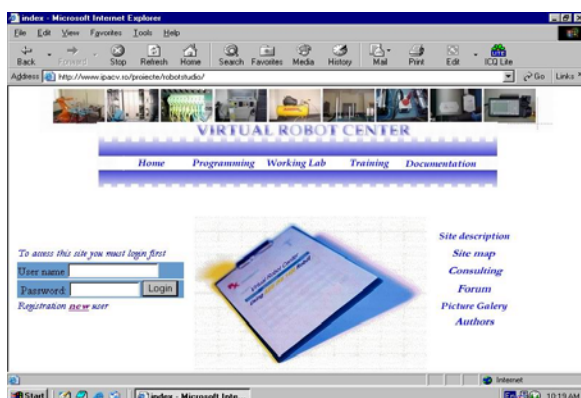 index - Microsoft Internet Explorer
File Edit View Favorites Tools Help
Back Forward Stop Refresh Home Search Favorites Media History Mail Print Edit ICQ Lite
Address http://www.ipacv.ro/proiecte/robotstudio/ Go Links »
VIRTUAL ROBOT CENTER
Home Programming Working Lab Training Documentation
Site description
To access this site you must login first
Site map
User name
Consulting
Password: Login
Forum
Registration new user
Picture Galery
Authors
Virtual Robot Center
Internet
Start index - Microsoft Inte... 10:19 AM